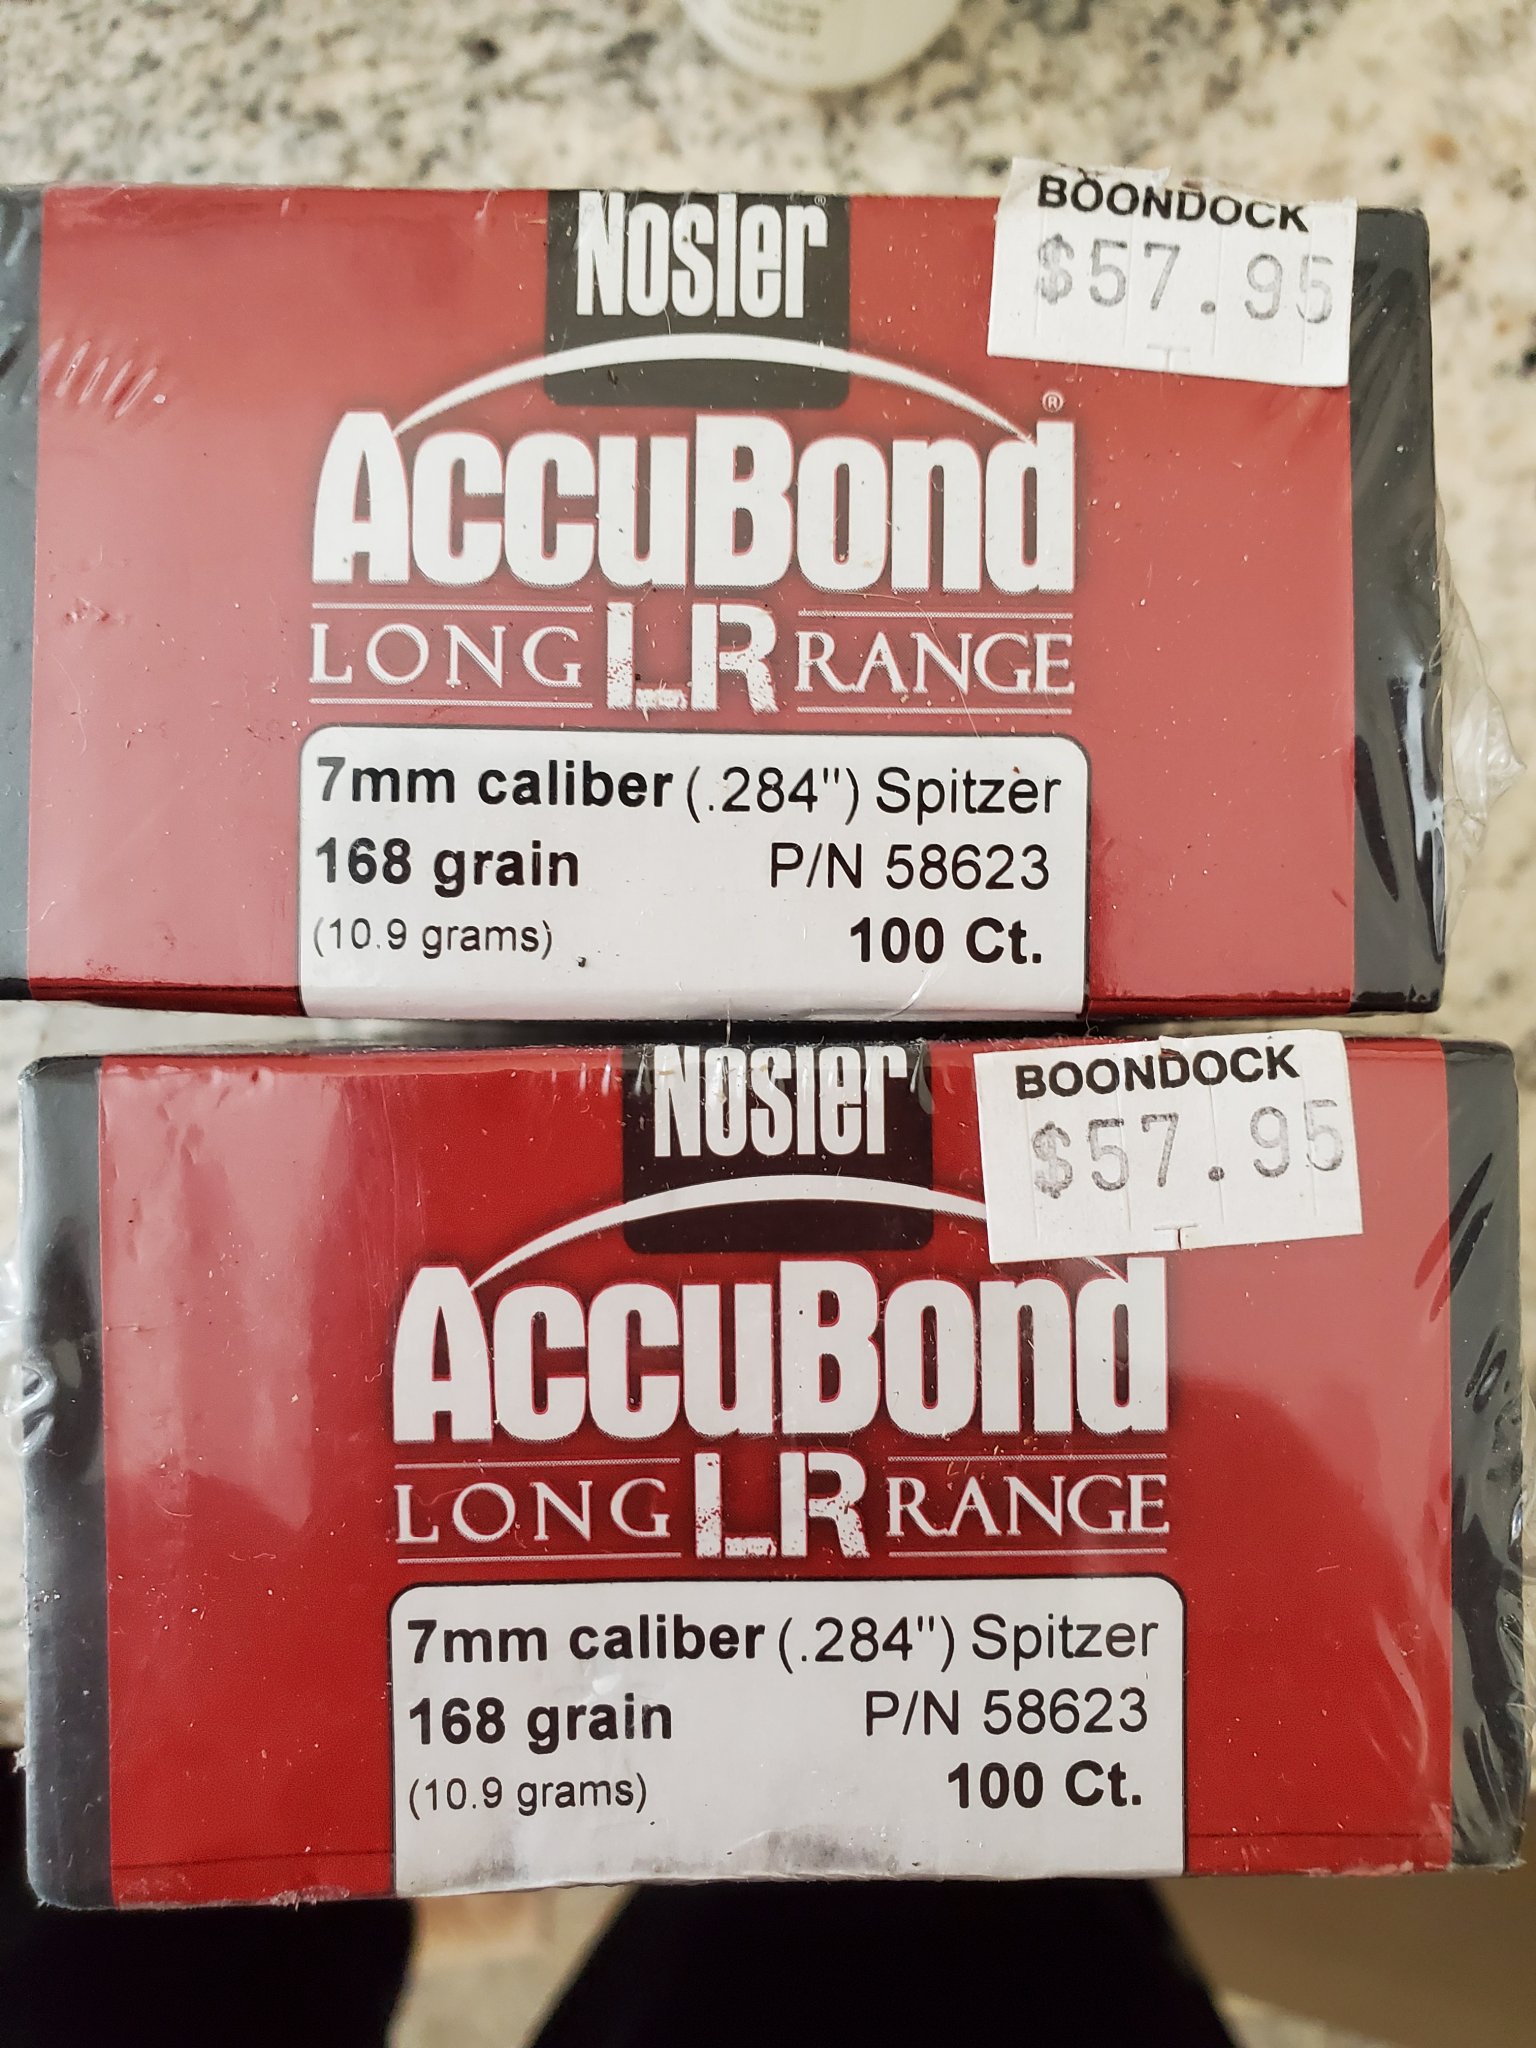 Nosler®
BOONDOCK
$57.95
AccuBond®
LONG LR RANGE
7mm caliber (.284") Spitzer
168 grain P/N 58623
(10.9 grams) 100 Ct.
Nosler
BOONDOCK
$57.95
AccuBond
LONG LR RANGE
7mm caliber (.284") Spitzer
168 grain P/N 58623
(10.9 grams) 100 Ct.